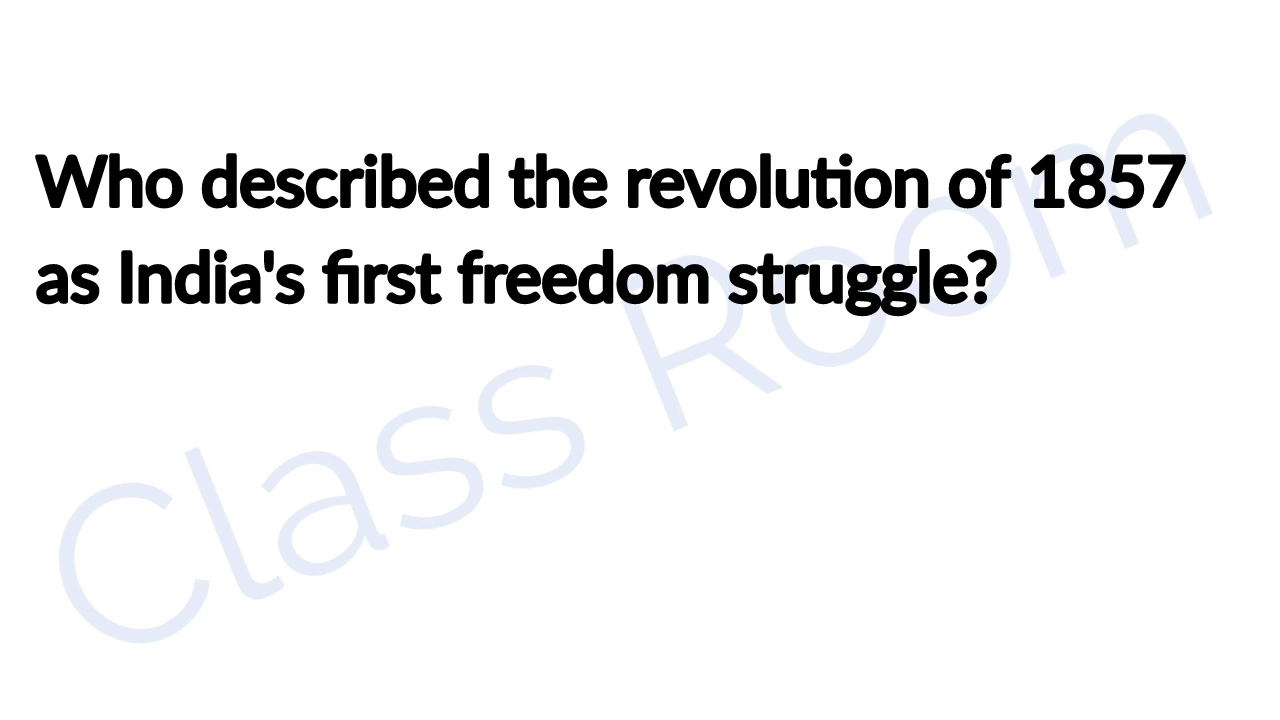 Who described the revolution of 1857
as India's first freedom struggle?
Class Room